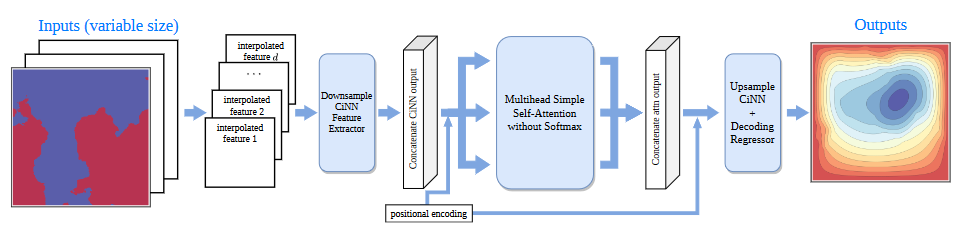 Inputs (variable size)
Outputs
interpolated
feature d
...
interpolated
feature 2
interpolated
feature 1
Downsample
CiNN
Feature
Extractor
Concatenate CiNN output
Multihead Simple
Self-Attention
without Softmax
Concatenate attn output
Upsample
CiNN
+
Decoding
Regressor
positional encoding